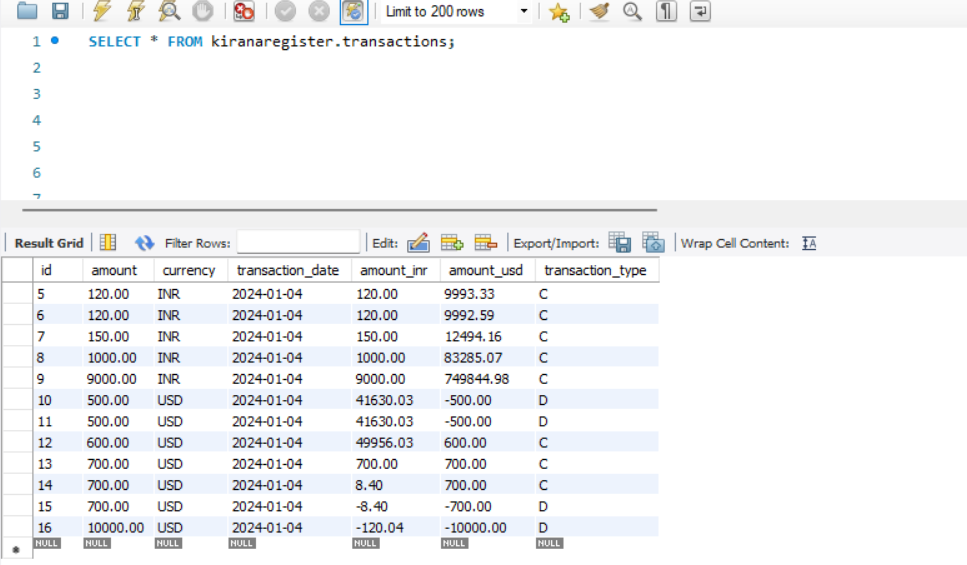 Limit to 200 rows
1 SELECT * FROM kiranaregister.transactions;
2
3
4
5
6
7
Result Grid Filter Rows: Edit: Export/Import: Wrap Cell Content:
id amount currency transaction_date amount_inr amount_usd transaction_type
5 120.00 INR 2024-01-04 120.00 9993.33 C
6 120.00 INR 2024-01-04 120.00 9992.59 C
7 150.00 INR 2024-01-04 150.00 12494.16 C
8 1000.00 INR 2024-01-04 1000.00 83285.07 C
9 9000.00 INR 2024-01-04 9000.00 749844.98 C
10 500.00 USD 2024-01-04 41630.03 -500.00 D
11 500.00 USD 2024-01-04 41630.03 -500.00 D
12 600.00 USD 2024-01-04 49956.03 600.00 C
13 700.00 USD 2024-01-04 700.00 700.00 C
14 700.00 USD 2024-01-04 8.40 700.00 C
15 700.00 USD 2024-01-04 -8.40 -700.00 D
16 10000.00 USD 2024-01-04 -120.04 -10000.00 D
NULL NULL NULL NULL NULL NULL NULL